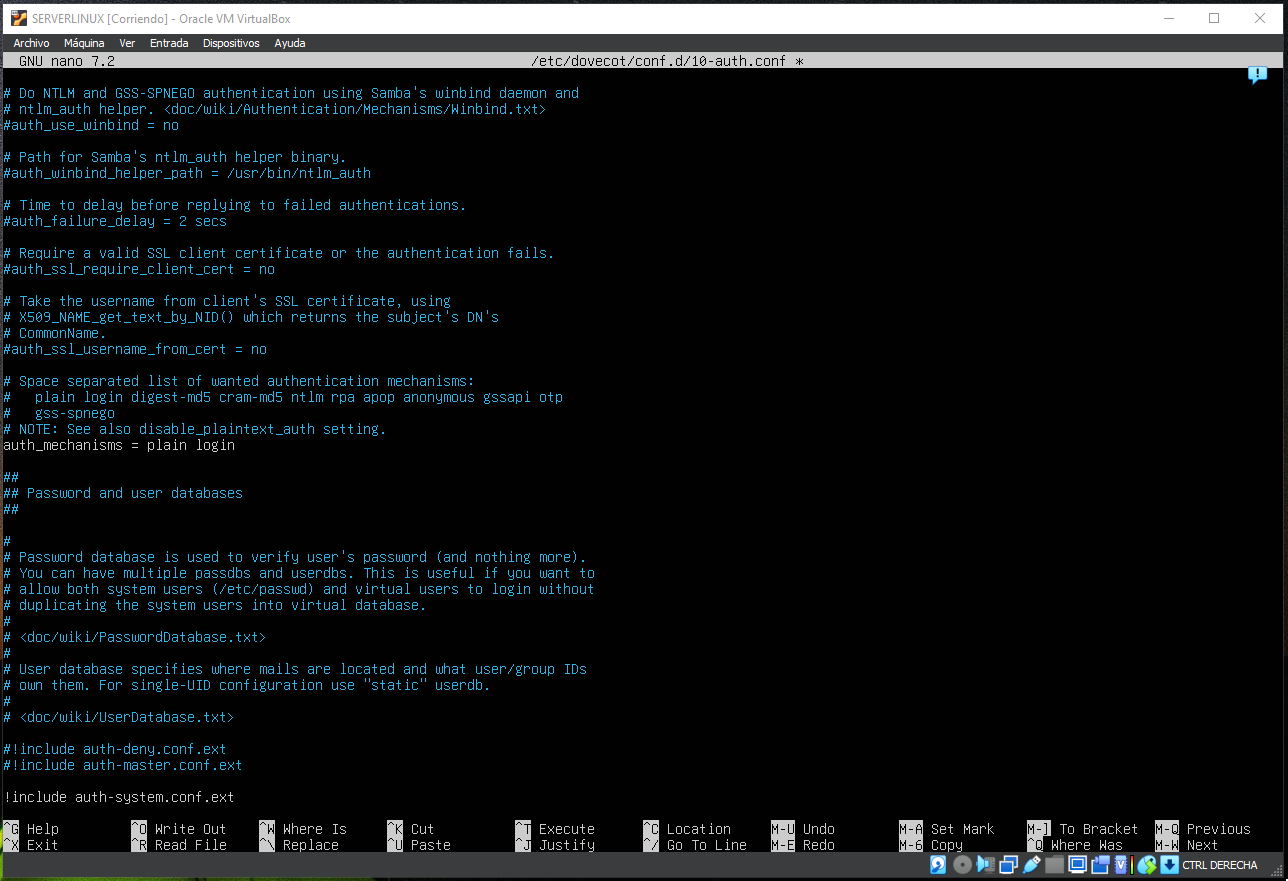 SERVERLINUX [Corriendo] - Oracle VM VirtualBox
Archivo Máquina Ver Entrada Dispositivos Ayuda
GNU nano 7.2 /etc/dovecot/conf.d/10-auth.conf *
# Do NTLM and GSS-SPNEGO authentication using Samba's winbind daemon and
# ntlm_auth helper. <doc/wiki/Authentication/Mechanisms/Winbind.txt>
#auth_use_winbind = no
# Path for Samba's ntlm_auth helper binary.
#auth_winbind_helper_path = /usr/bin/ntlm_auth
# Time to delay before replying to failed authentications.
#auth_failure_delay = 2 secs
# Require a valid SSL client certificate or the authentication fails.
#auth_ssl_require_client_cert = no
# Take the username from client's SSL certificate, using
# X509_NAME_get_text_by_NID() which returns the subject's DN's
# CommonName.
#auth_ssl_username_from_cert = no
# Space separated list of wanted authentication mechanisms:
#   plain login digest-md5 cram-md5 ntlm rpa apop anonymous gssapi otp
#   gss-spnego
# NOTE: See also disable_plaintext_auth setting.
auth_mechanisms = plain login
##
## Password and user databases
##
#
# Password database is used to verify user's password (and nothing more).
# You can have multiple passdbs and userdbs. This is useful if you want to
# allow both system users (/etc/passwd) and virtual users to login without
# duplicating the system users into virtual database.
#
# <doc/wiki/PasswordDatabase.txt>
#
# User database specifies where mails are located and what user/group IDs
# own them. For single-UID configuration use "static" userdb.
#
# <doc/wiki/UserDatabase.txt>
#!include auth-deny.conf.ext
#!include auth-master.conf.ext
!include auth-system.conf.ext
^G Help ^O Write Out ^W Where Is ^K Cut ^T Execute ^C Location M-U Undo M-A Set Mark M-] To Bracket M-Q Previous
^X Exit ^R Read File ^\ Replace ^U Paste ^J Justify ^/ Go To Line M-E Redo M-6 Copy ^Q Where Was M-W Next
CTRL DERECHA